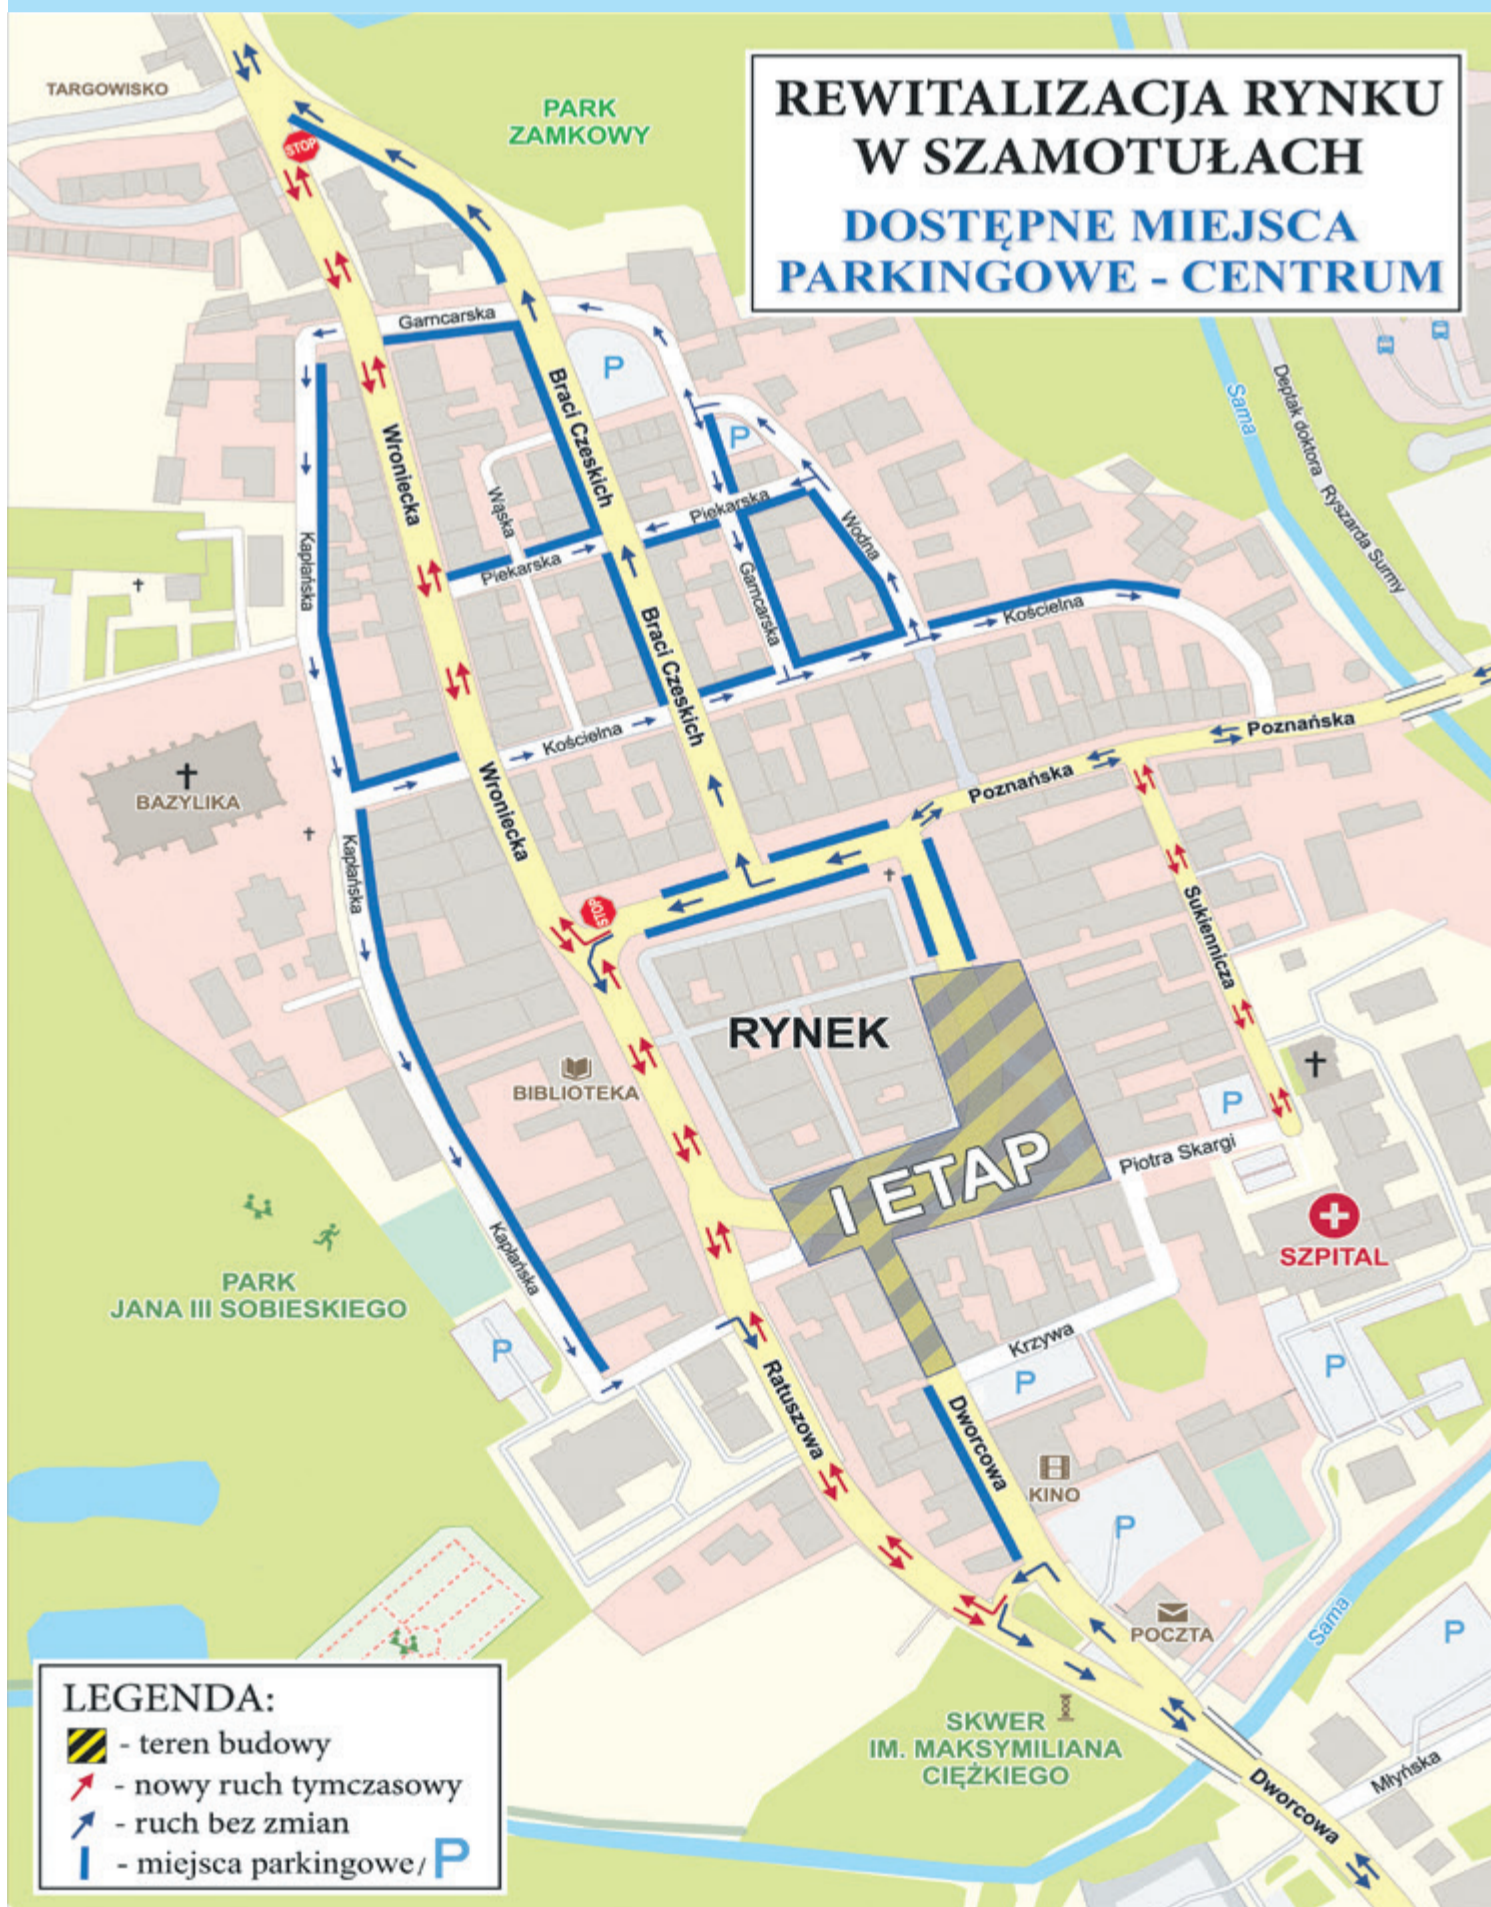 TARGOWISKO
PARK
ZAMKOWY
REWITALIZACJA RYNKU
W SZAMOTUŁACH
DOSTĘPNE MIEJSCA
PARKINGOWE - CENTRUM
STOP
Garncarska
P
Braci Czeskich
Sama
Deptak doktora Ryszarda Surmy
Wroniecka
P
Wąska
Piekarska
Wodna
Kapłańska
Piekarska
Garncarska
Kościelna
Braci Czeskich
Kościelna
Poznańska
BAZYLIKA
Wroniecka
Poznańska
Kapłańska
STOP
Sukiennicza
RYNEK
BIBLIOTEKA
P
I ETAP
Piotra Skargi
SZPITAL
Kapłańska
PARK
JANA III SOBIESKIEGO
P
Krzywa
P
P
Ratuszowa
Dworcowa
KINO
P
POCZTA
Sama
P
SKWER
IM. MAKSYMILIANA
CIĘŻKIEGO
Dworcowa
Młyńska
LEGENDA:
- teren budowy
- nowy ruch tymczasowy
- ruch bez zmian
- miejsca parkingowe/ P